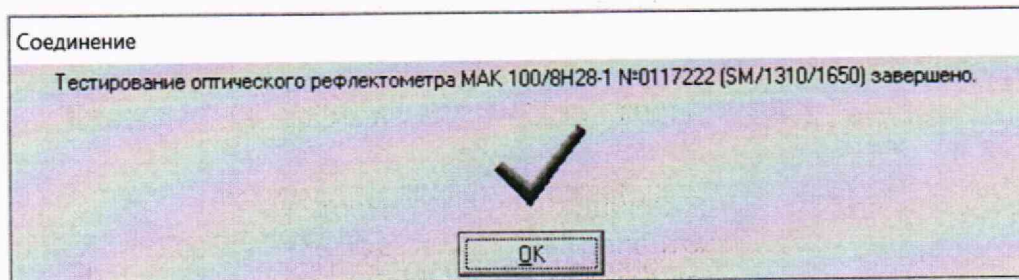 Соединение
Тестирование оптического рефлектометра МАК 100/8Н28-1 №0117222 (SM/1310/1650) завершено.
OK